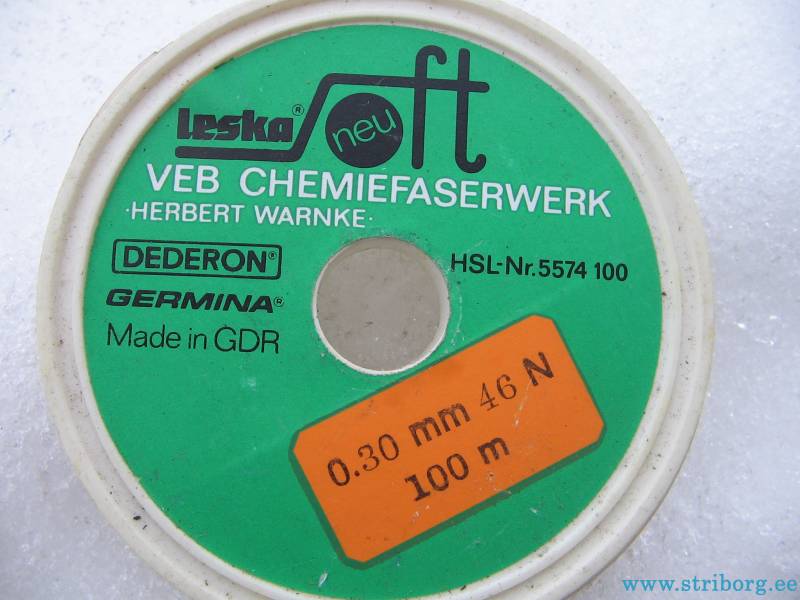 Leska® Soft
neu
VEB CHEMIEFASERWERK
·HERBERT WARNKE·
DEDERON®
HSL-Nr. 5574 100
GERMINA®
Made in GDR
0.30 mm 46 N
100 m
www.striborg.ee